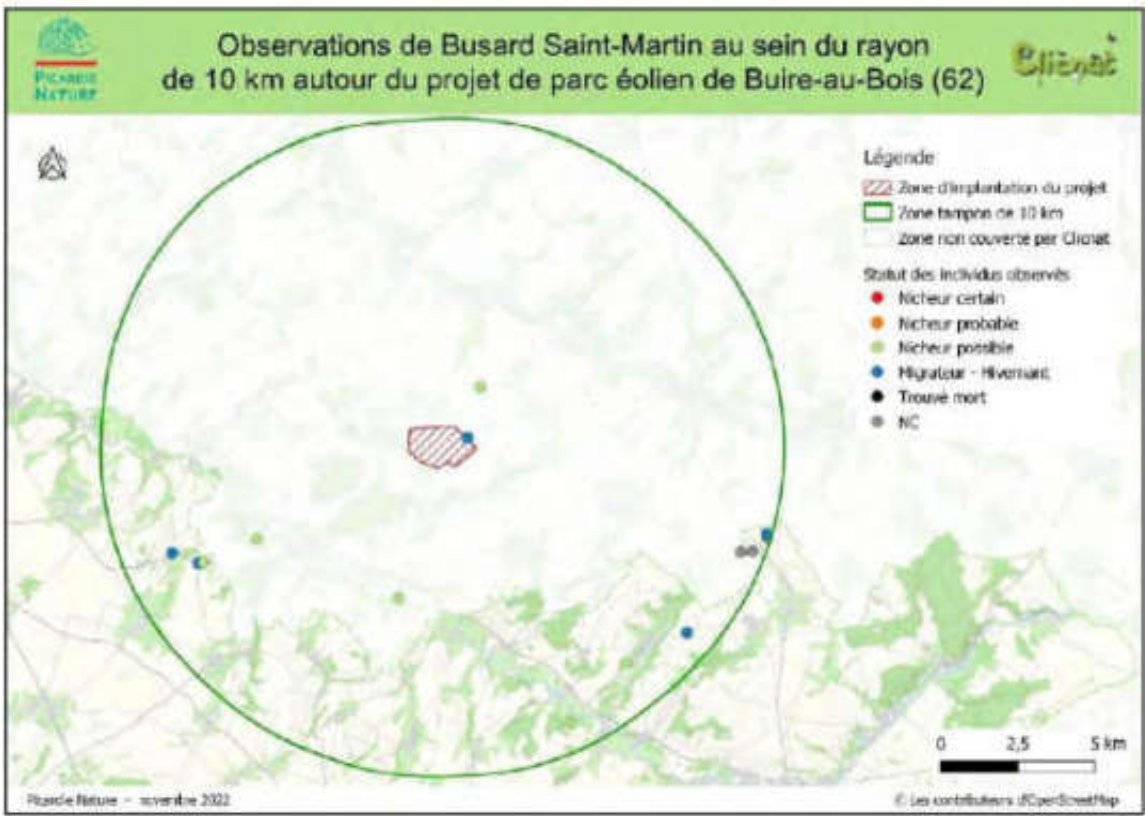 PICARDIE
NATURE
Observations de Busard Saint-Martin au sein du rayon
de 10 km autour du projet de parc éolien de Buire-au-Bois (62)
Clicnat
Légende
Zone d'implantation du projet
Zone tampon de 10 km
Zone non couverte par Clicnat
Statut des individus observés
Nicheur certain
Nicheur probable
Nicheur possible
Migrateur - Hivernant
Trouvé mort
NC
0 2,5 5 km
Picardie Nature - novembre 2022
© Les contributeurs d'OpenStreetMap